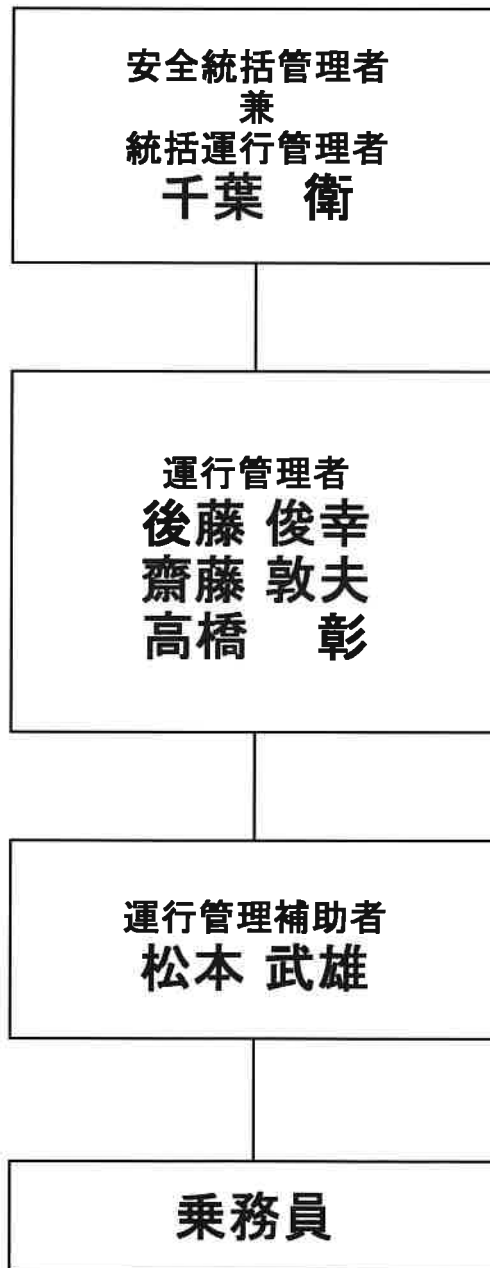 安全統括管理者
兼
統括運行管理者
千葉　衛
運行管理者
後藤 俊幸
齋藤 敦夫
高橋　彰
運行管理補助者
松本 武雄
乗務員